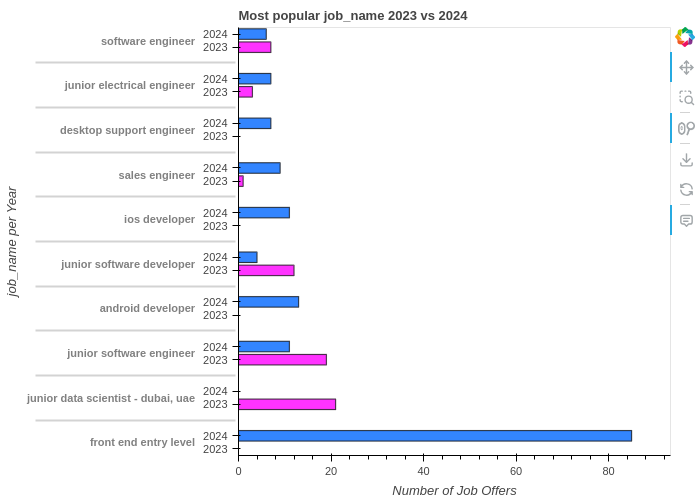 Most popular job_name 2023 vs 2024
software engineer 2024
2023
junior electrical engineer 2024
2023
desktop support engineer 2024
2023
sales engineer 2024
2023
ios developer 2024
2023
junior software developer 2024
2023
android developer 2024
2023
junior software engineer 2024
2023
junior data scientist - dubai, uae 2024
2023
front end entry level 2024
2023
job_name per Year
0 20 40 60 80
Number of Job Offers